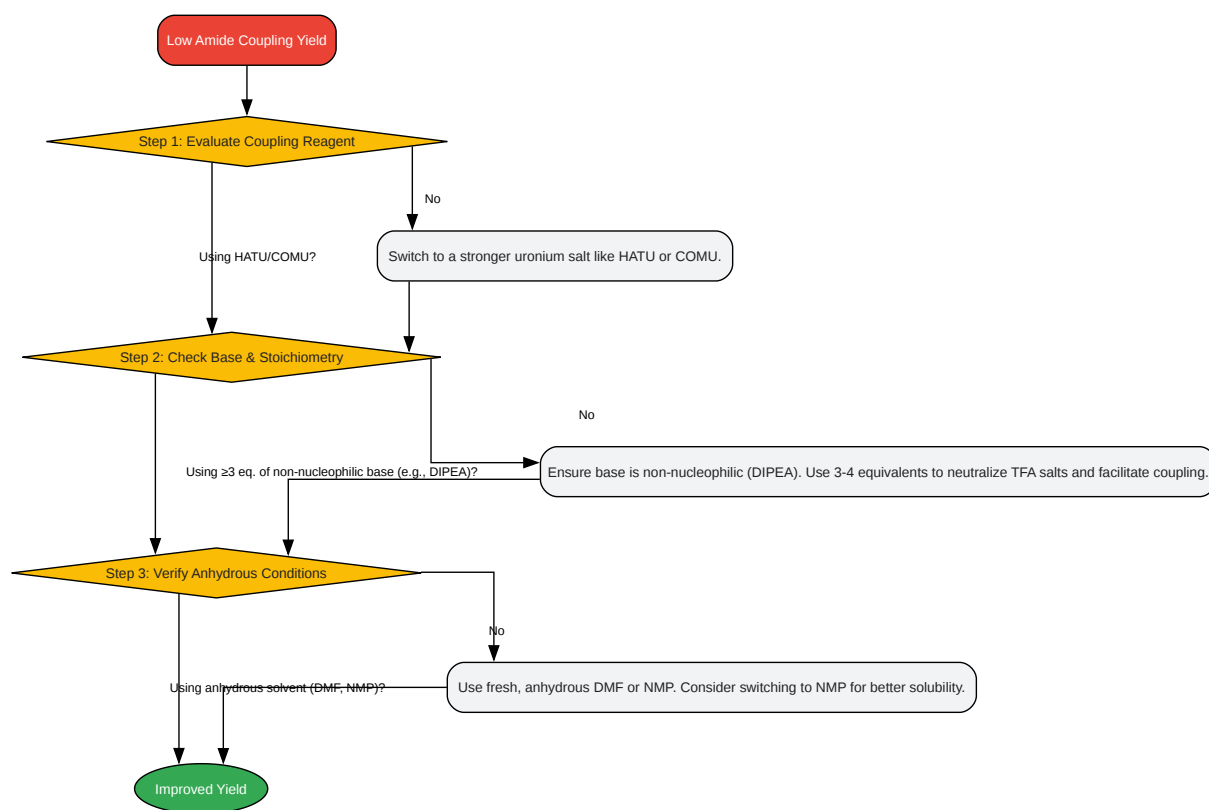 Low Amide Coupling Yield
Step 1: Evaluate Coupling Reagent
No
Using HATU/COMU?
Switch to a stronger uronium salt like HATU or COMU.
Step 2: Check Base & Stoichiometry
No
Using ≥3 eq. of non-nucleophilic base (e.g., DIPEA)?
Ensure base is non-nucleophilic (DIPEA). Use 3-4 equivalents to neutralize TFA salts and facilitate coupling.
Step 3: Verify Anhydrous Conditions
No
Using anhydrous solvent (DMF, NMP)?
Use fresh, anhydrous DMF or NMP. Consider switching to NMP for better solubility.
Improved Yield